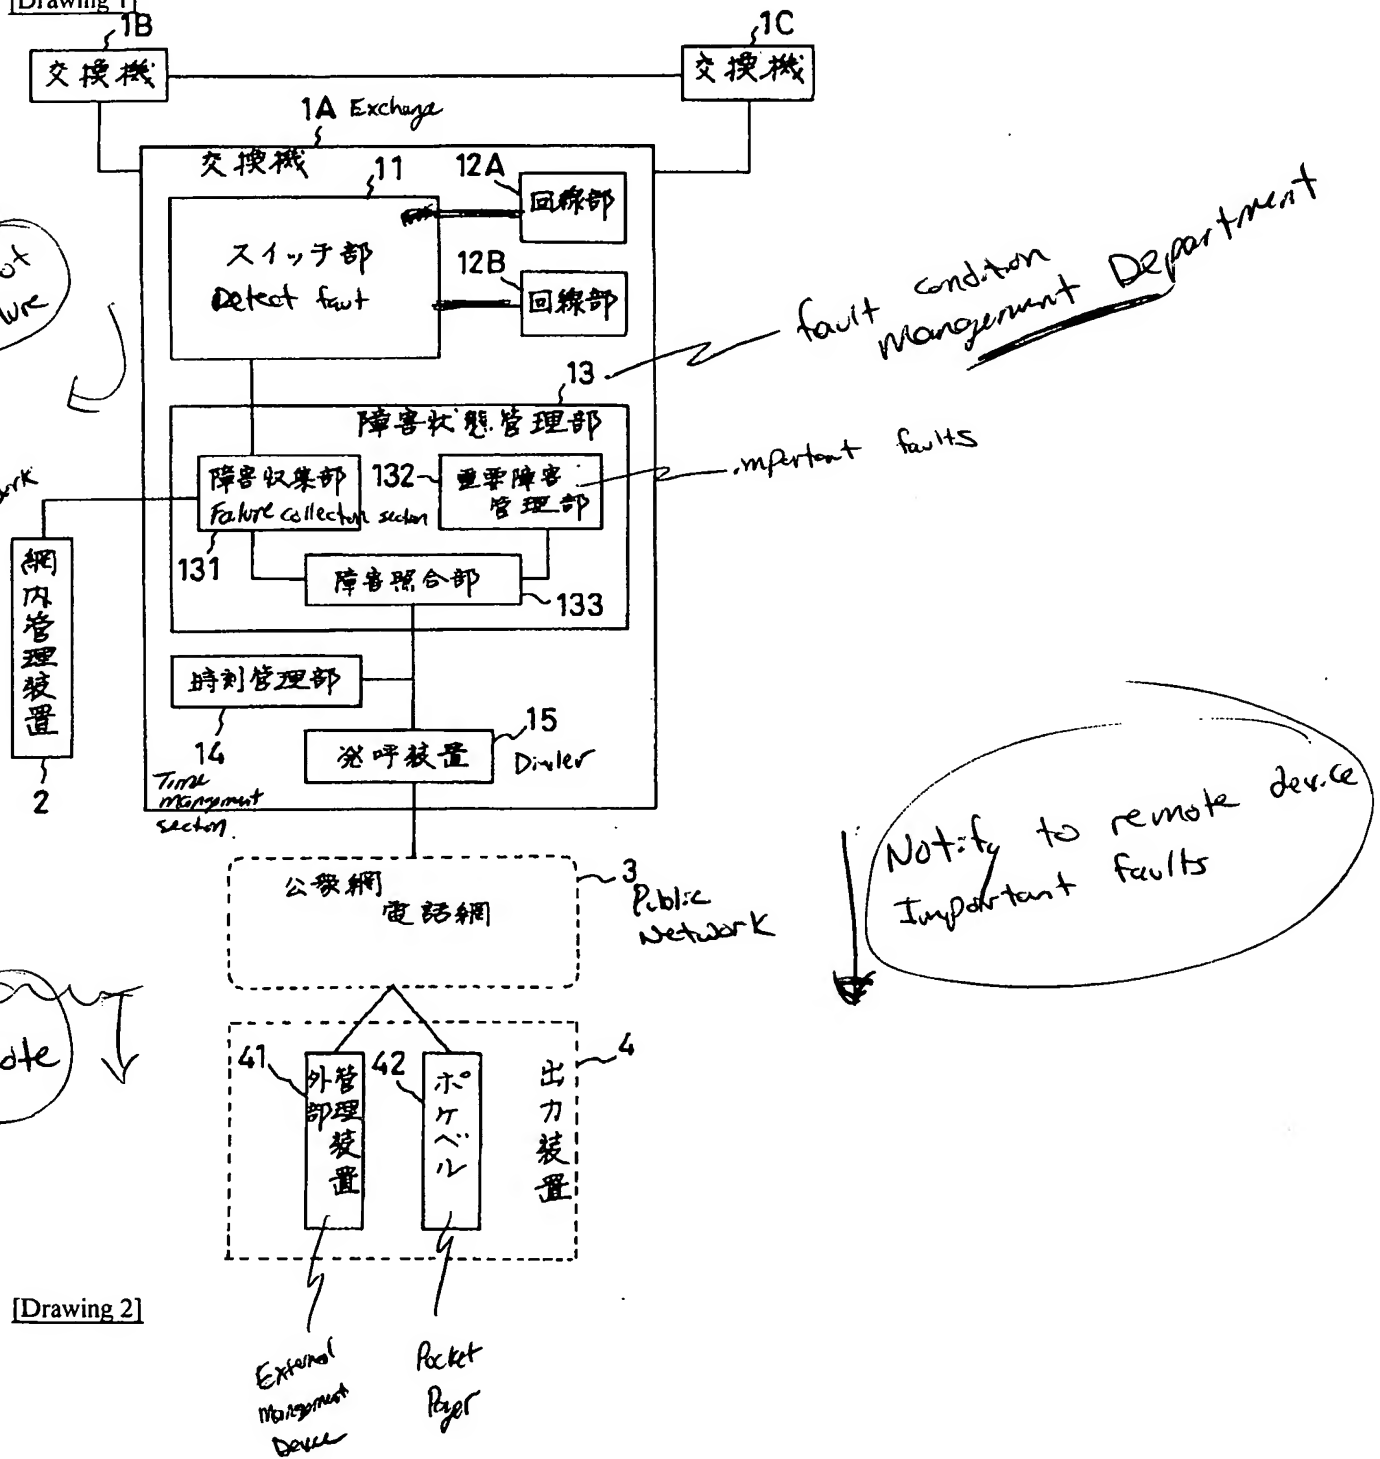 [Drawing 1]
1B
交換機
1C
交換機
1A Exchange
交換機
11
スイッチ部
Detect fault
12A
回線部
12B
回線部
fault condition
Management Department
13
障害状態管理部
障害収集部
Failure collection section
131
132
重要障害
管理部
important faults
障害照合部
133
網内管理装置
2
時刻管理部
14
Time
management
section.
15
発呼装置
Dialer
公衆網
電話網
3
Public
Network
Notify to remote device
Important faults
4
出力装置
41
外部管理装置
42
ポケベル
External
Management
Device
Pocket
Pager
[Drawing 2]